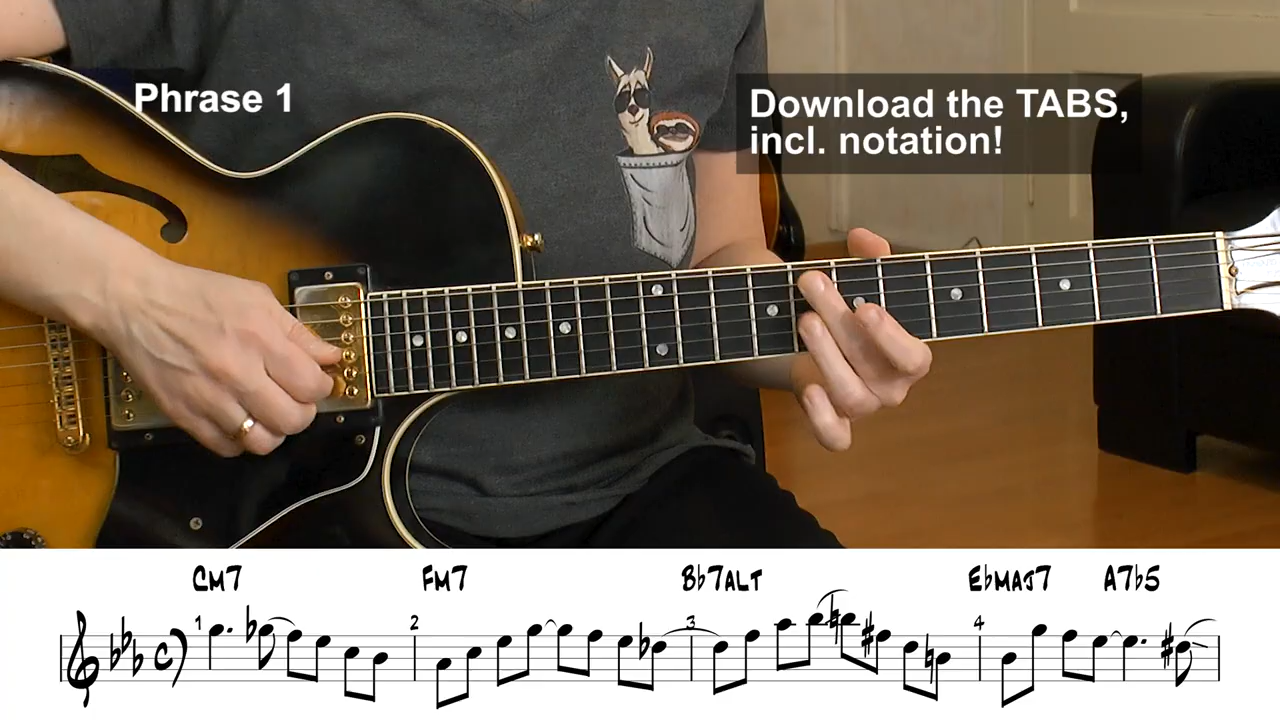 Phrase 1
Download the TABS,
incl. notation!
Cm7 Fm7 Bb7alt Ebmaj7 A7b5
1 2 3 4